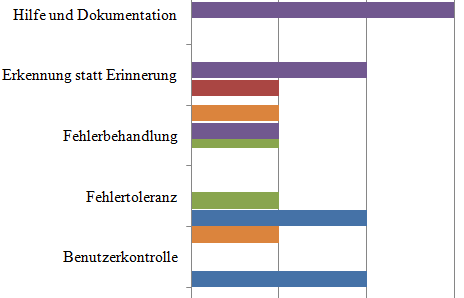 Hilfe und Dokumentation
Erkennung statt Erinnerung
Fehlerbehandlung
Fehlertoleranz
Benutzerkontrolle